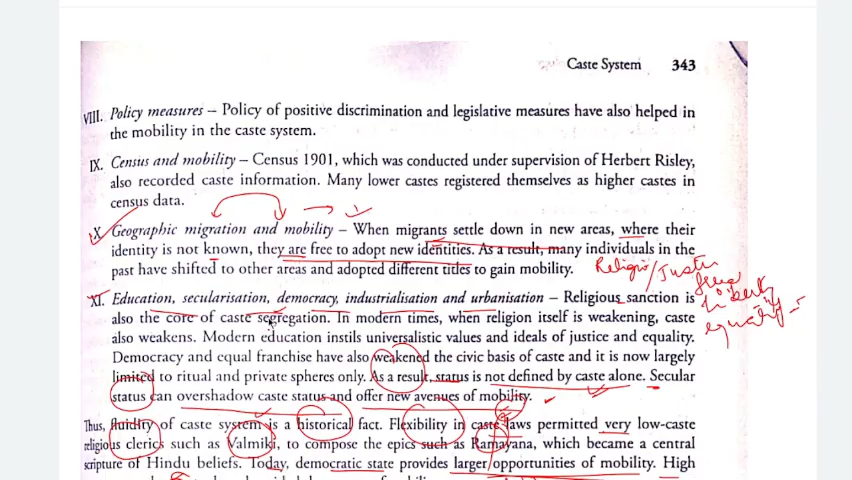 Caste System 343
VIII. Policy measures – Policy of positive discrimination and legislative measures have also helped in
the mobility in the caste system.
IX. Census and mobility – Census 1901, which was conducted under supervision of Herbert Risley,
also recorded caste information. Many lower castes registered themselves as higher castes in
census data.
X. Geographic migration and mobility – When migrants settle down in new areas, where their
identity is not known, they are free to adopt new identities. As a result, many individuals in the
past have shifted to other areas and adopted different titles to gain mobility.
Religio / Justi
XI. Education, secularisation, democracy, industrialisation and urbanisation – Religious sanction is
also the core of caste segregation. In modern times, when religion itself is weakening, caste
also weakens. Modern education instils universalistic values and ideals of justice and equality.
equality
Democracy and equal franchise have also weakened the civic basis of caste and it is now largely
limited to ritual and private spheres only. As a result, status is not defined by caste alone. Secular
status can overshadow caste status and offer new avenues of mobility.
Thus, fluidity of caste system is a historical fact. Flexibility in caste laws permitted very low-caste
religious clerics such as Valmiki, to compose the epics such as Ramayana, which became a central
scripture of Hindu beliefs. Today, democratic state provides larger opportunities of mobility. High